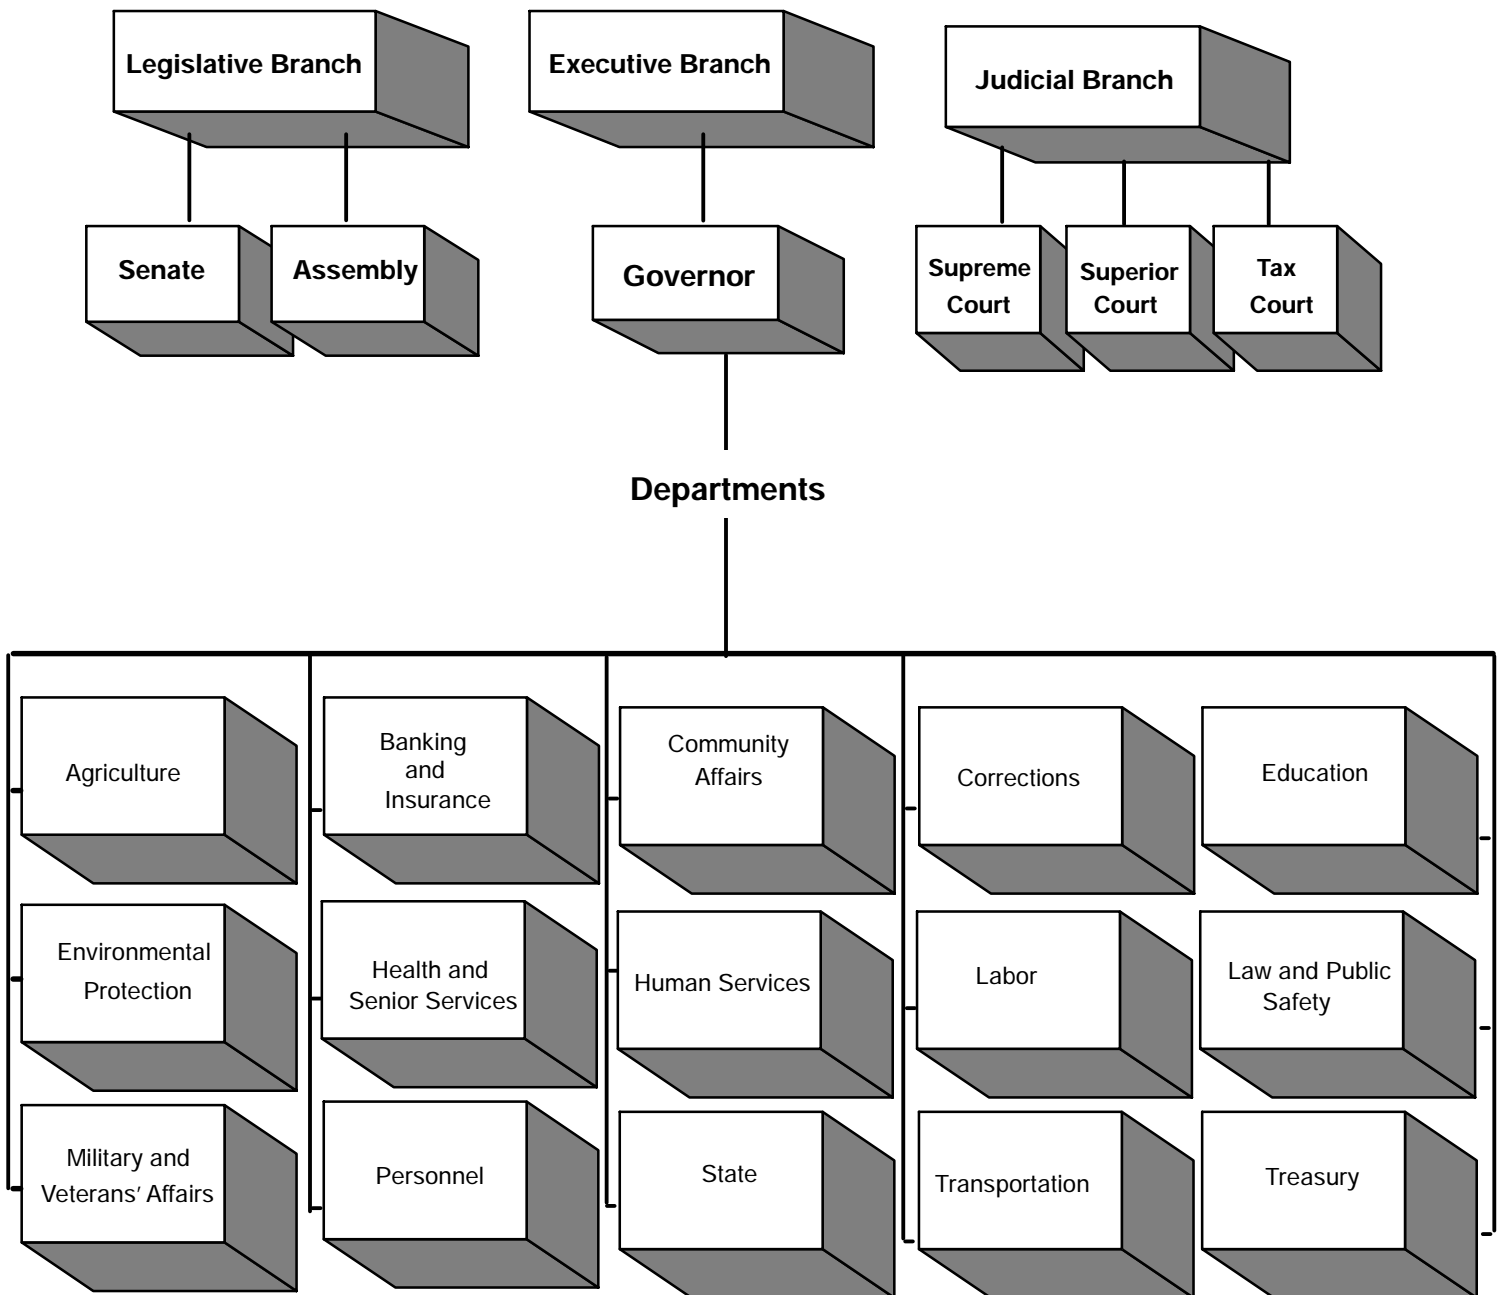 Legislative Branch
Executive Branch
Judicial Branch
Senate
Assembly
Governor
Supreme
Court
Superior
Court
Tax
Court
Departments
Agriculture
Banking
and
Insurance
Community
Affairs
Corrections
Education
Environmental
Protection
Health and
Senior Services
Human Services
Labor
Law and Public
Safety
Military and
Veterans’ Affairs
Personnel
State
Transportation
Treasury